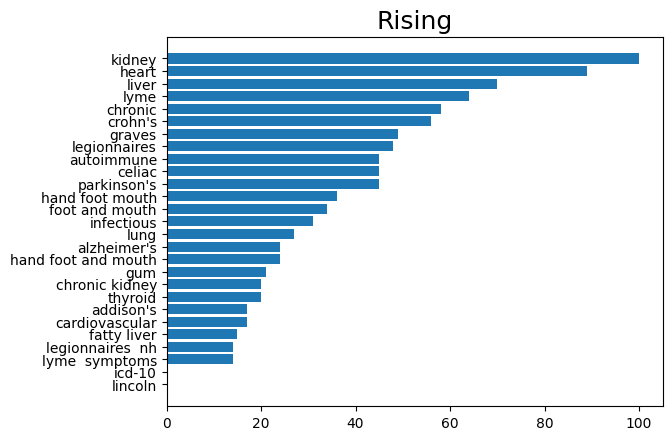 Rising
kidney
heart
liver
lyme
chronic
crohn's
graves
legionnaires
autoimmune
celiac
parkinson's
hand foot mouth
foot and mouth
infectious
lung
alzheimer's
hand foot and mouth
gum
chronic kidney
thyroid
addison's
cardiovascular
fatty liver
legionnaires  nh
lyme  symptoms
icd-10
lincoln
0 20 40 60 80 100